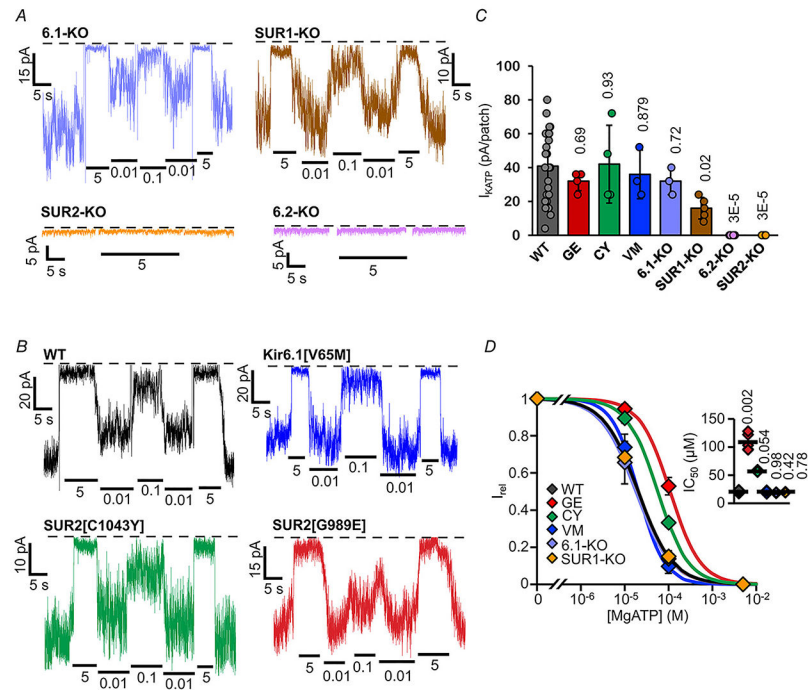 A
6.1-KO
15 pA
5 s
5
0.01
0.1
0.01
5
SUR1-KO
10 pA
5 s
5
0.01
0.1
0.01
5
SUR2-KO
5 pA
5 s
5
6.2-KO
5 pA
5 s
5
B
WT
20 pA
5 s
5
0.01
0.1
0.01
5
Kir6.1[V65M]
20 pA
5 s
5
0.01
0.1
0.01
5
SUR2[C1043Y]
10 pA
5 s
5
0.01
0.1
0.01
5
SUR2[G989E]
15 pA
5 s
5
0.01
0.1
0.01
5
C
I_KATP (pA/patch)
100
80
60
40
20
0
0.69
0.93
0.879
0.72
0.02
3E-5
3E-5
WT
GE
CY
VM
6.1-KO
SUR1-KO
6.2-KO
SUR2-KO
D
I_rel
1
0.8
0.6
0.4
0.2
0
WT
GE
CY
VM
6.1-KO
SUR1-KO
0
10⁻⁶
10⁻⁵
10⁻⁴
10⁻³
10⁻²
[MgATP] (M)
IC₅₀ (µM)
150
100
50
0
0.002
0.054
0.98
0.42
0.78